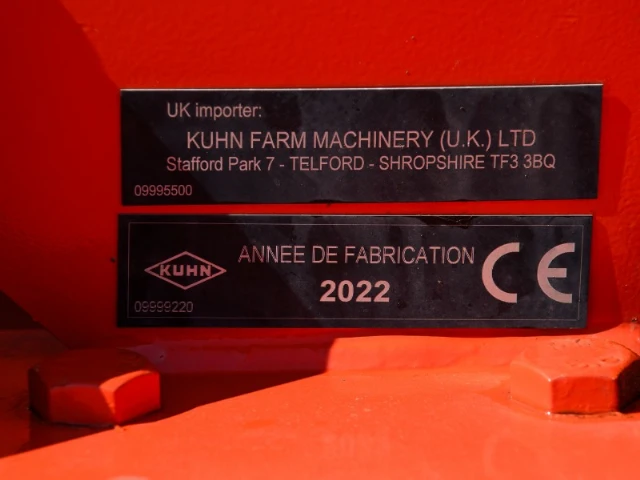 UK importer:
KUHN FARM MACHINERY (U.K.) LTD
Stafford Park 7 - TELFORD - SHROPSHIRE TF3 3BQ
09995500
KUHN
ANNEE DE FABRICATION
2022
CE
09999220